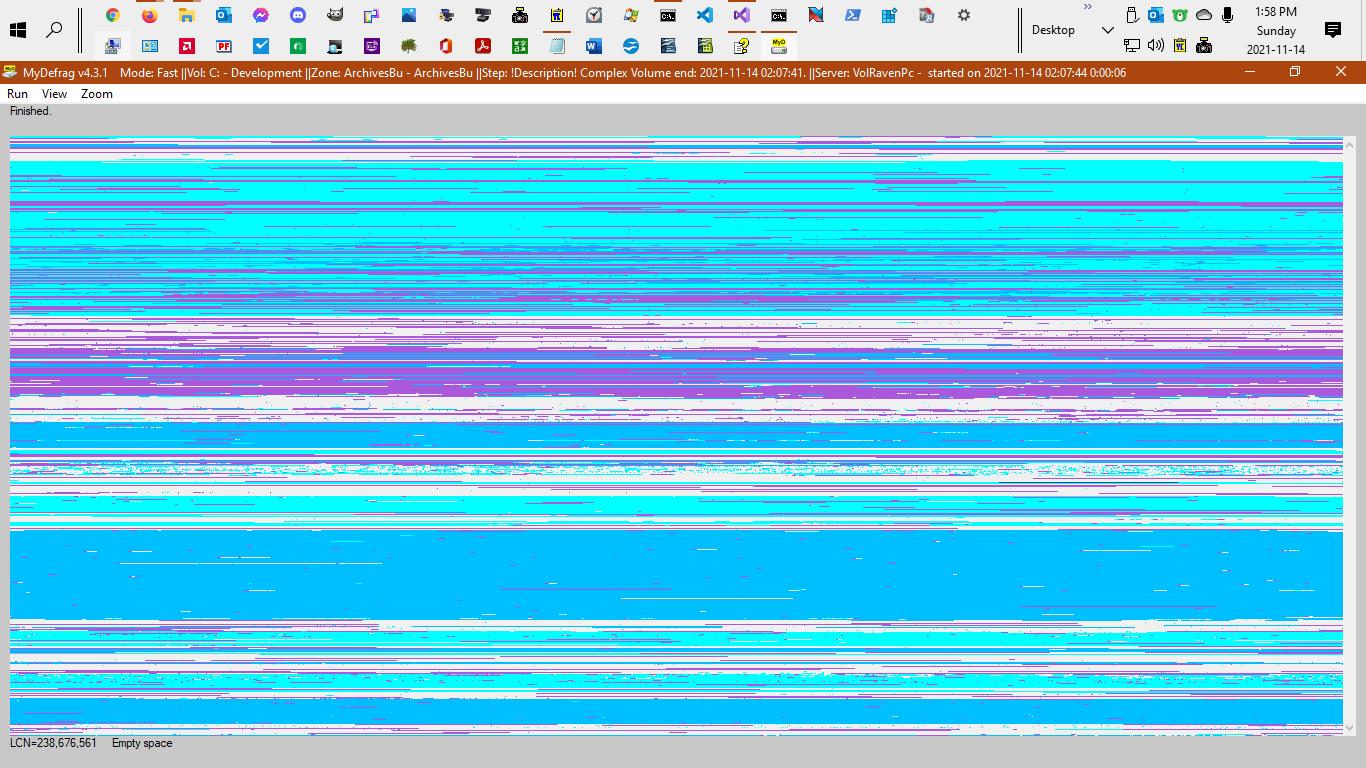 1:58 PM
Desktop
Sunday
2021-11-14
MyDefrag v4.3.1 Mode: Fast ||Vol: C: - Development ||Zone: ArchivesBu - ArchivesBu ||Step: !Description! Complex Volume end: 2021-11-14 02:07:41. ||Server: VolRavenPc - started on 2021-11-14 02:07:44 0:00:06
Run View Zoom
Finished.
LCN=238,676,561 Empty space